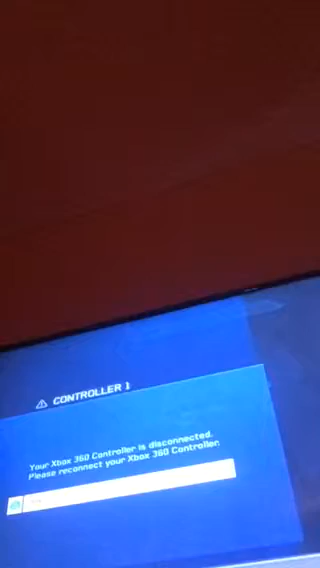 CONTROLLER 1
Your Xbox 360 Controller is disconnected.
Please reconnect your Xbox 360 Controller.